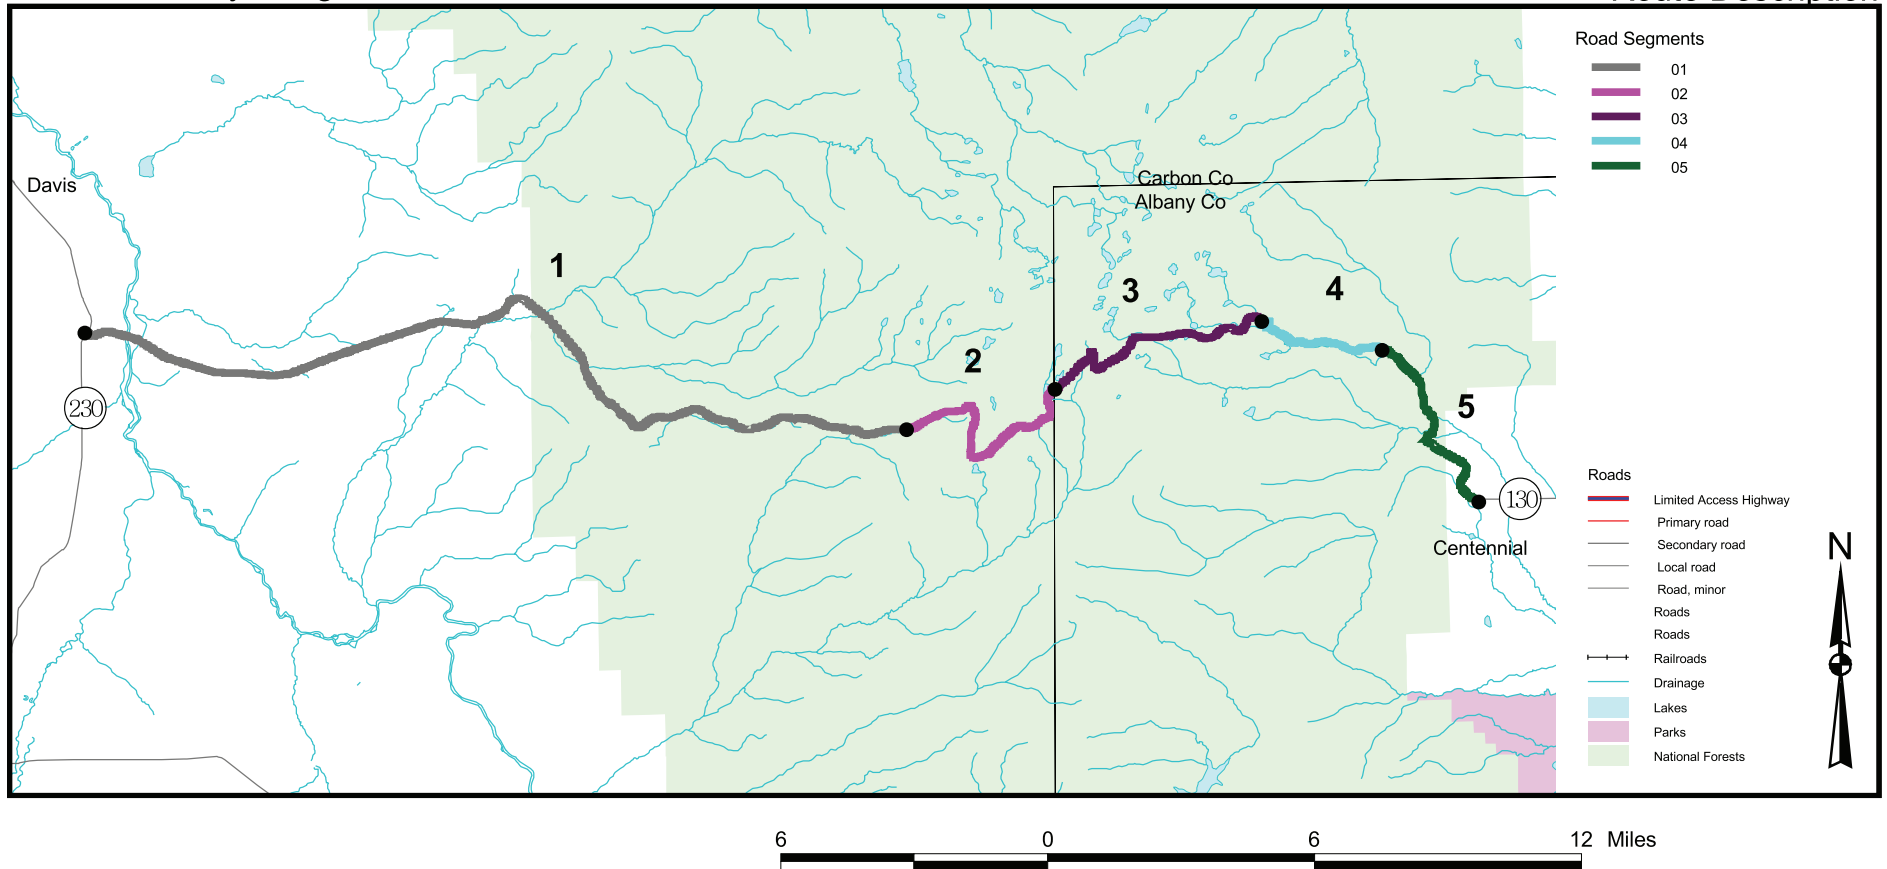 Road Segments
01
02
03
04
05
Davis
Carbon Co
Albany Co
1
3
4
2
5
230
130
Centennial
Roads
Limited Access Highway
Primary road
Secondary road
Local road
Road, minor
Roads
Roads
Railroads
Drainage
Lakes
Parks
National Forests
N
6 0 6 12 Miles